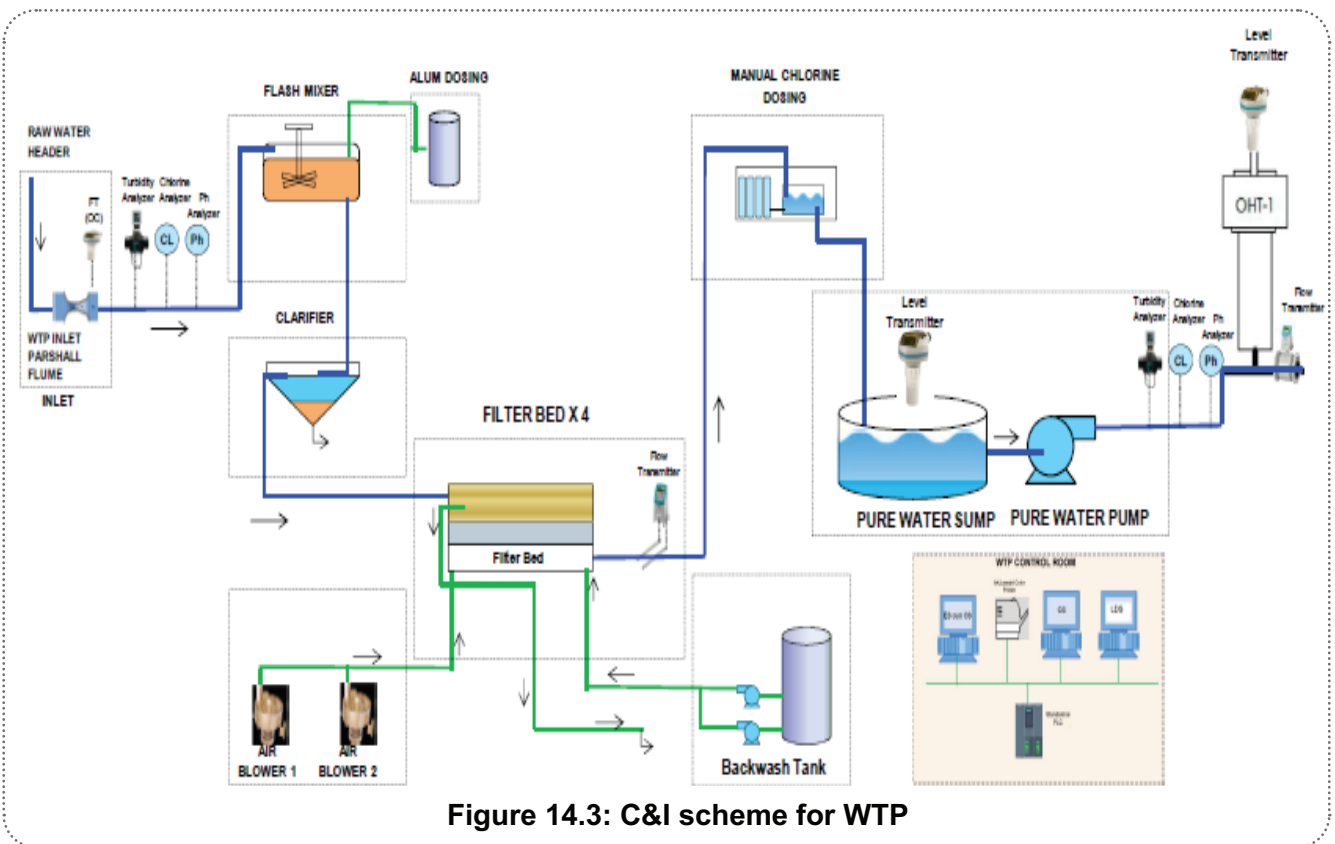 Level
Transmitter
ALUM DOSING
MANUAL CHLORINE
DOSING
FLASH MIXER
RAW WATER
HEADER
FT
(OC)
Turbidity
Analyzer
Chlorine
Analyzer
Ph
Analyzer
CL
Ph
WTP INLET
PARSHALL
FLUME
INLET
CLARIFIER
OHT-1
Level
Transmitter
Turbidity
Analyzer
Chlorine
Analyzer
Ph
Analyzer
CL
Ph
Flow
Transmitter
FILTER BED X 4
Flow
Transmitter
Filter Bed
PURE WATER SUMP
PURE WATER PUMP
WTP CONTROL ROOM
OS
LDS
PLC
AIR
BLOWER 1
AIR
BLOWER 2
Backwash Tank
Figure 14.3: C&I scheme for WTP